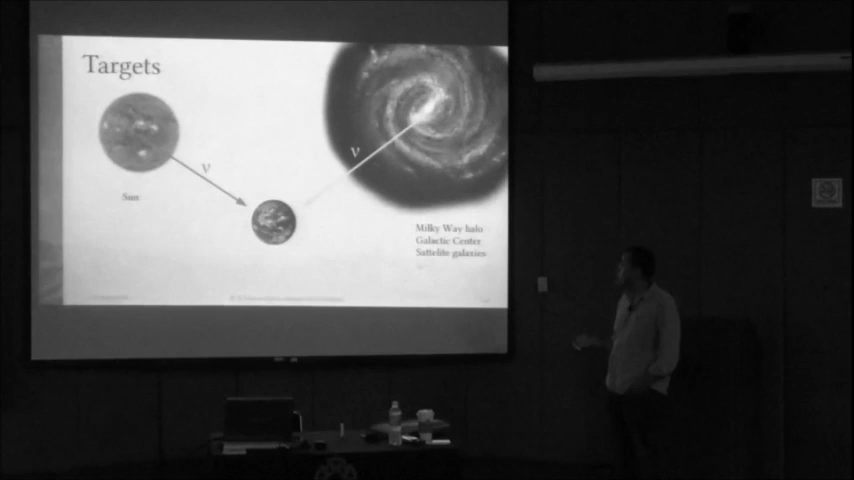 Targets
ν
ν
Sun
Milky Way halo
Galactic Center
Sattelite galaxies